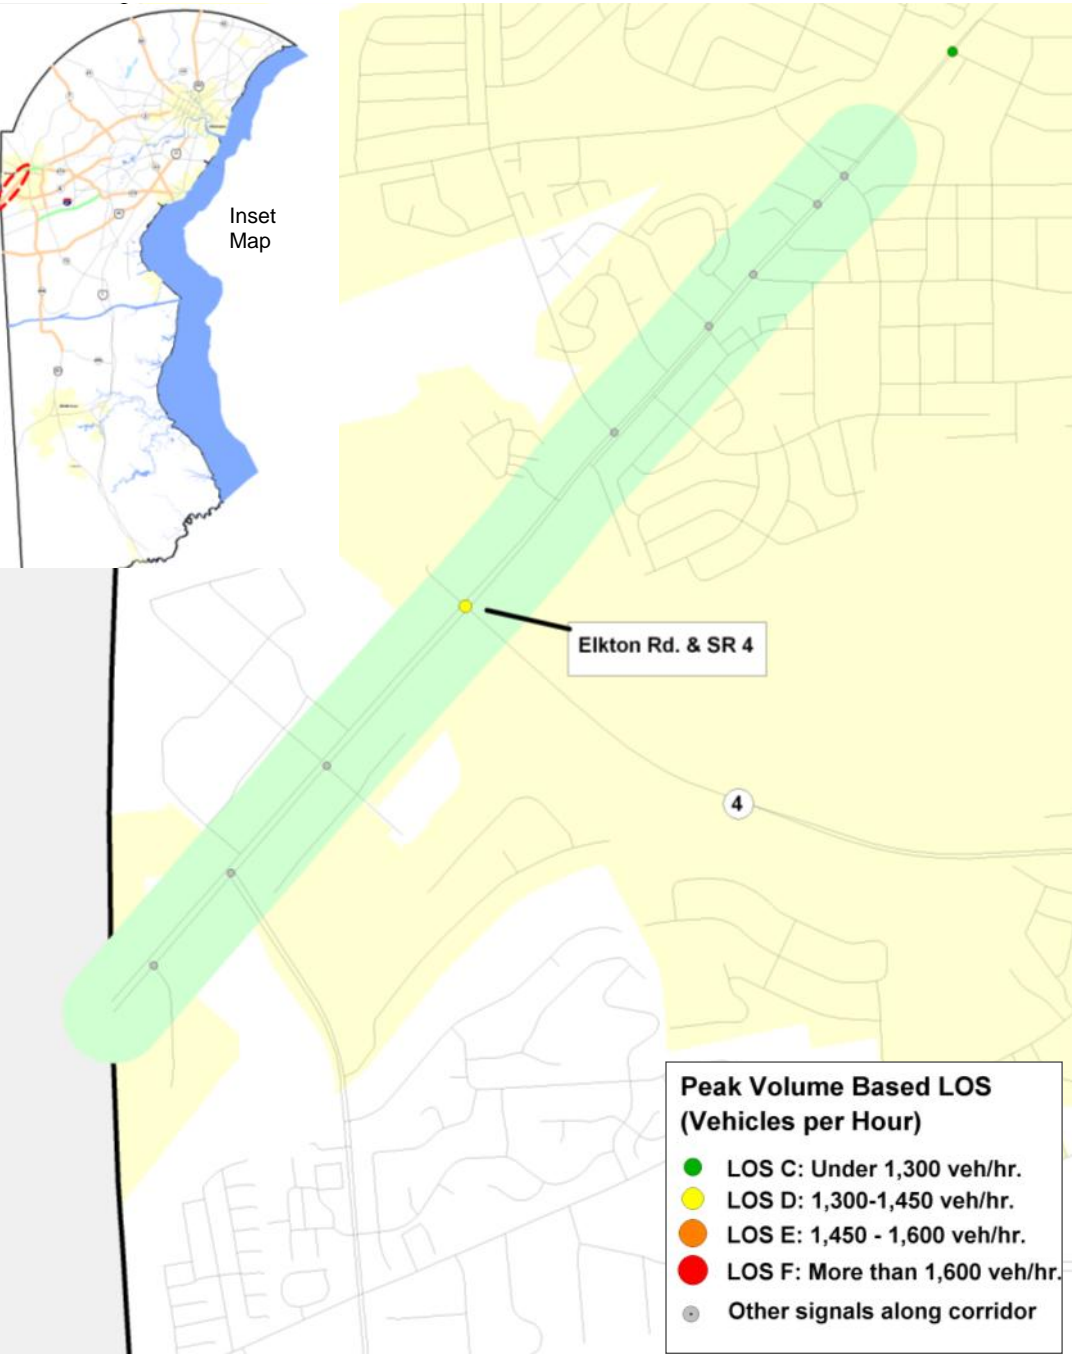 Inset
Map
Elkton Rd. & SR 4
4
Peak Volume Based LOS
(Vehicles per Hour)
LOS C: Under 1,300 veh/hr.
LOS D: 1,300-1,450 veh/hr.
LOS E: 1,450 - 1,600 veh/hr.
LOS F: More than 1,600 veh/hr.
Other signals along corridor